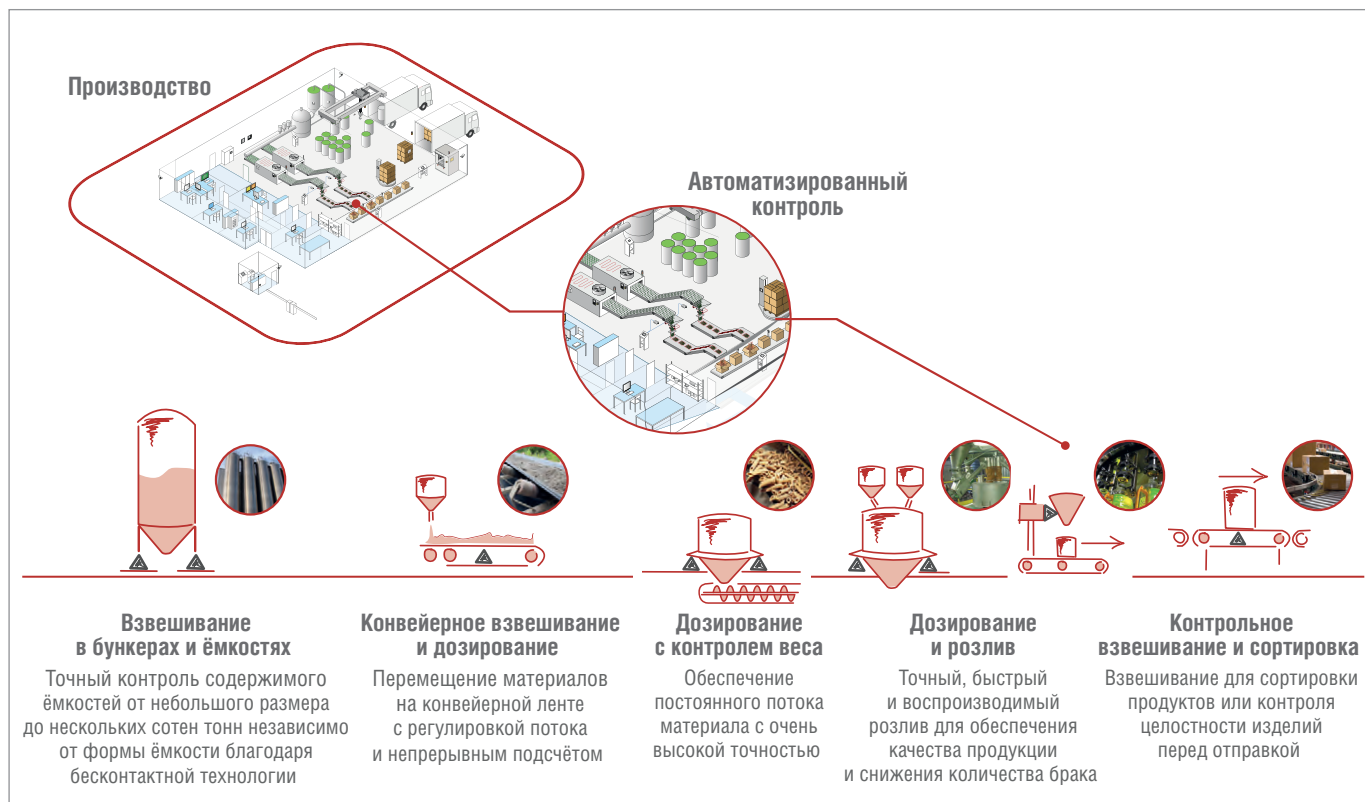 Производство
Автоматизированный
контроль
Взвешивание
в бункерах и ёмкостях
Точный контроль содержимого
ёмкостей от небольшого размера
до нескольких сотен тонн независимо
от формы ёмкости благодаря
бесконтактной технологии
Конвейерное взвешивание
и дозирование
Перемещение материалов
на конвейерной ленте
с регулировкой потока
и непрерывным подсчётом
Дозирование
с контролем веса
Обеспечение
постоянного потока
материала с очень
высокой точностью
Дозирование
и розлив
Точный, быстрый
и воспроизводимый
розлив для обеспечения
качества продукции
и снижения количества брака
Контрольное
взвешивание и сортировка
Взвешивание для сортировки
продуктов или контроля
целостности изделий
перед отправкой